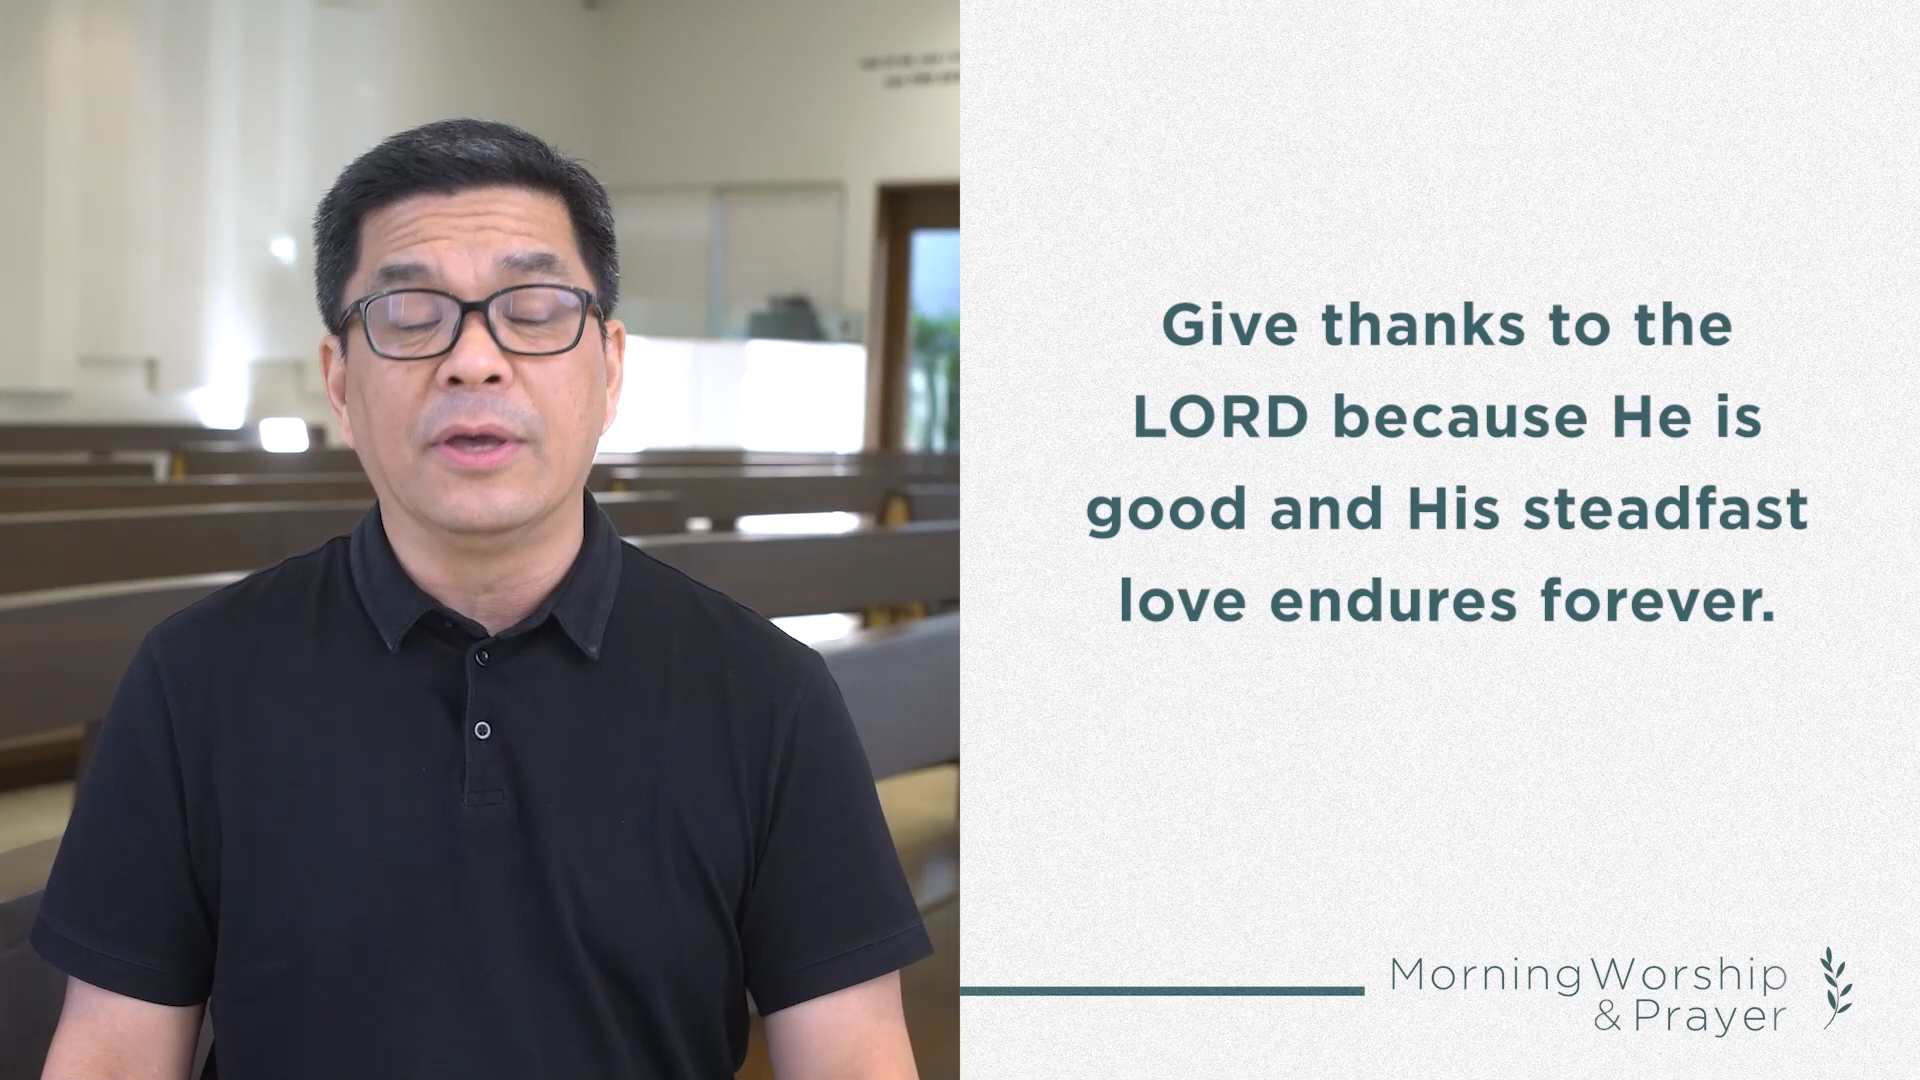 Give thanks to the
LORD because He is
good and His steadfast
love endures forever.
Morning Worship
& Prayer